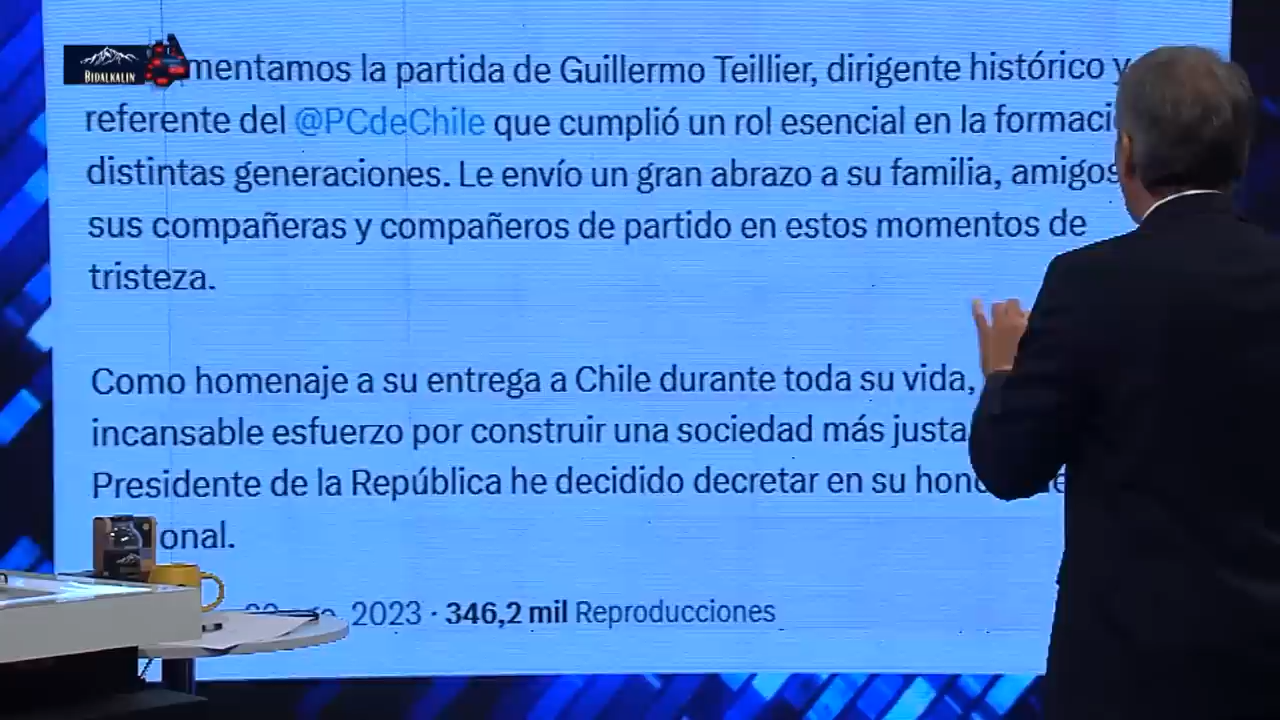 BIDALKALIN
mentamos la partida de Guillermo Teillier, dirigente histórico y
referente del @PCdeChile que cumplió un rol esencial en la formaci
distintas generaciones. Le envío un gran abrazo a su familia, amigos
sus compañeras y compañeros de partido en estos momentos de
tristeza.
Como homenaje a su entrega a Chile durante toda su vida,
incansable esfuerzo por construir una sociedad más justa
Presidente de la República he decidido decretar en su hono
onal.
2023 · 346,2 mil Reproducciones